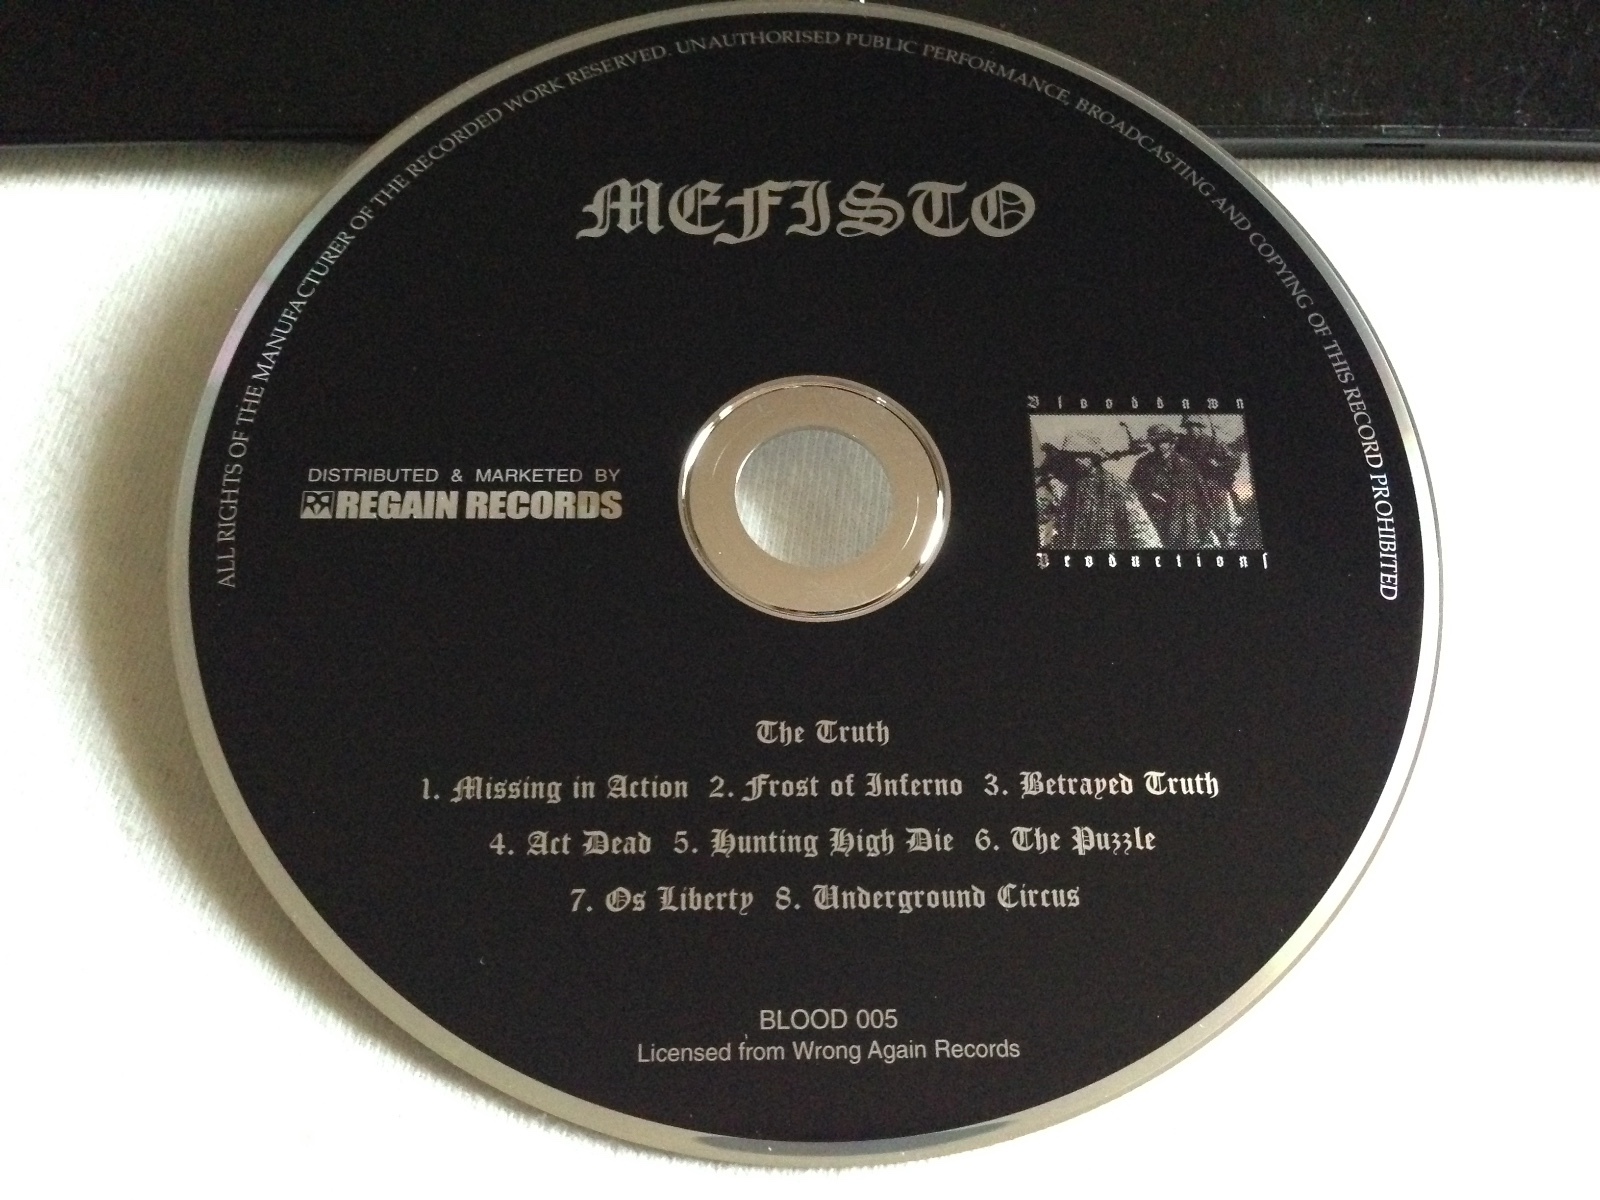 ALL RIGHTS OF THE MANUFACTURER OF THE RECORDED WORK RESERVED. UNAUTHORISED PUBLIC PERFORMANCE, BROADCASTING AND COPYING OF THIS RECORD PROHIBITED
MEFISTO
Blooddawn
Productions
DISTRIBUTED & MARKETED BY
REGAIN RECORDS
The Truth
1. Missing in Action 2. Frost of Inferno 3. Betrayed Truth
4. Act Dead 5. Hunting High Die 6. The Puzzle
7. Os Liberty 8. Underground Circus
BLOOD 005
Licensed from Wrong Again Records